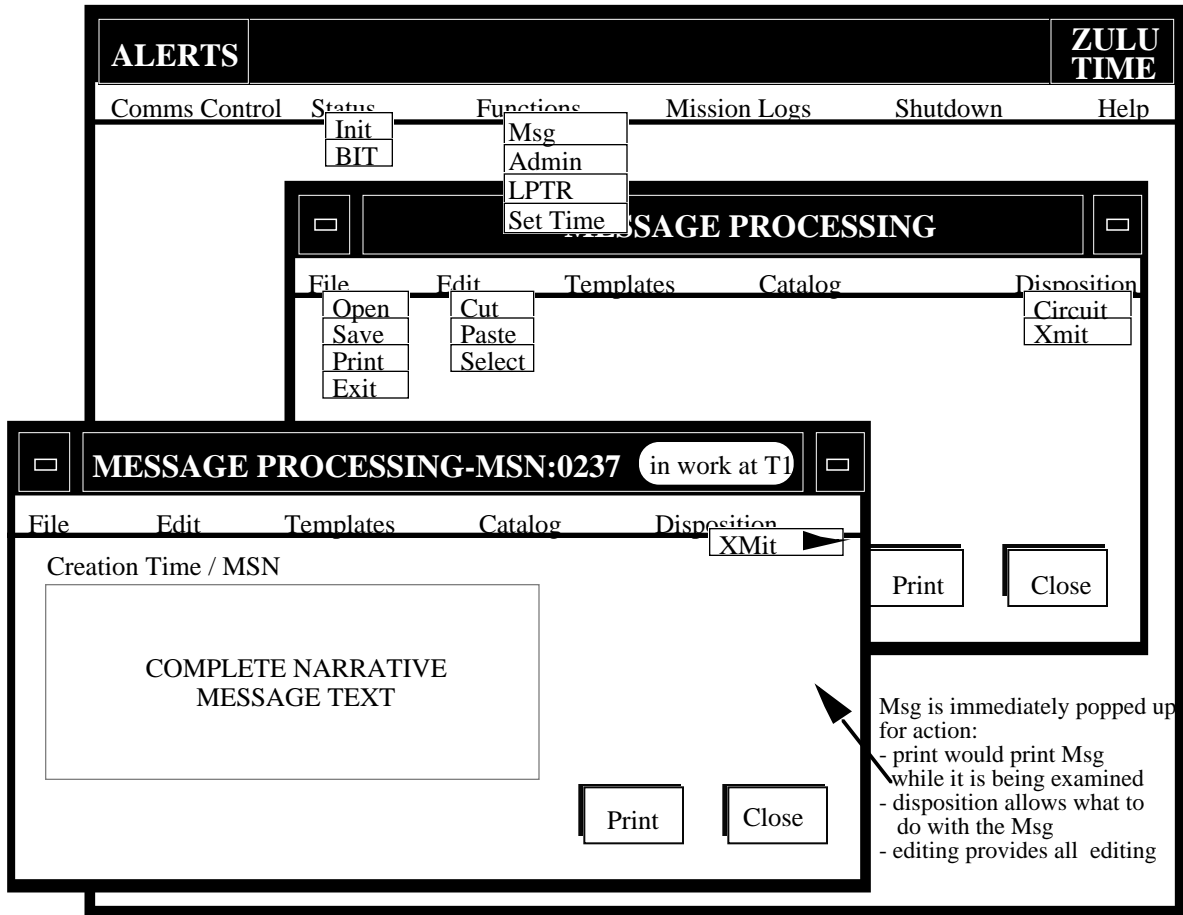 ALERTS
ZULU
TIME
Comms Control Status Functions Mission Logs Shutdown Help
Init
BIT
Msg
Admin
LPTR
Set Time
MESSAGE PROCESSING
File Edit Templates Catalog Disposition
Open
Save
Print
Exit
Cut
Paste
Select
Circuit
Xmit
Print Close
MESSAGE PROCESSING-MSN:0237 in work at T1
File Edit Templates Catalog Disposition
XMit
Creation Time / MSN
COMPLETE NARRATIVE
MESSAGE TEXT
Print Close
Msg is immediately popped up
for action:
- print would print Msg
while it is being examined
- disposition allows what to
do with the Msg
- editing provides all editing